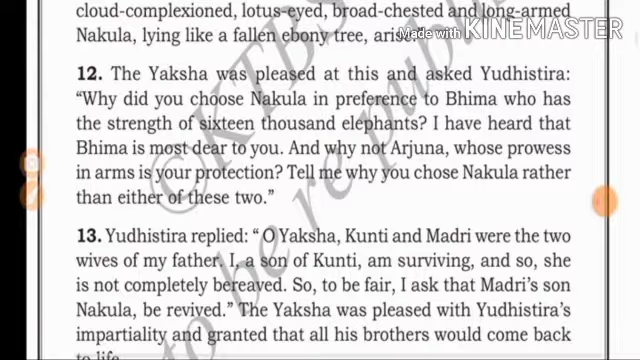 cloud-complexioned, lotus-eyed, broad-chested and long-armed
Made with KINEMASTER
Nakula, lying like a fallen ebony tree, arise."
12. The Yaksha was pleased at this and asked Yudhistira:
"Why did you choose Nakula in preference to Bhima who has
the strength of sixteen thousand elephants? I have heard that
Bhima is most dear to you. And why not Arjuna, whose prowess
in arms is your protection? Tell me why you chose Nakula rather
than either of these two."
13. Yudhistira replied: "O Yaksha, Kunti and Madri were the two
wives of my father. I, a son of Kunti, am surviving, and so, she
is not completely bereaved. So, to be fair, I ask that Madri's son
Nakula, be revived." The Yaksha was pleased with Yudhistira's
impartiality and granted that all his brothers would come back
to life.
©KTBS
to be republi